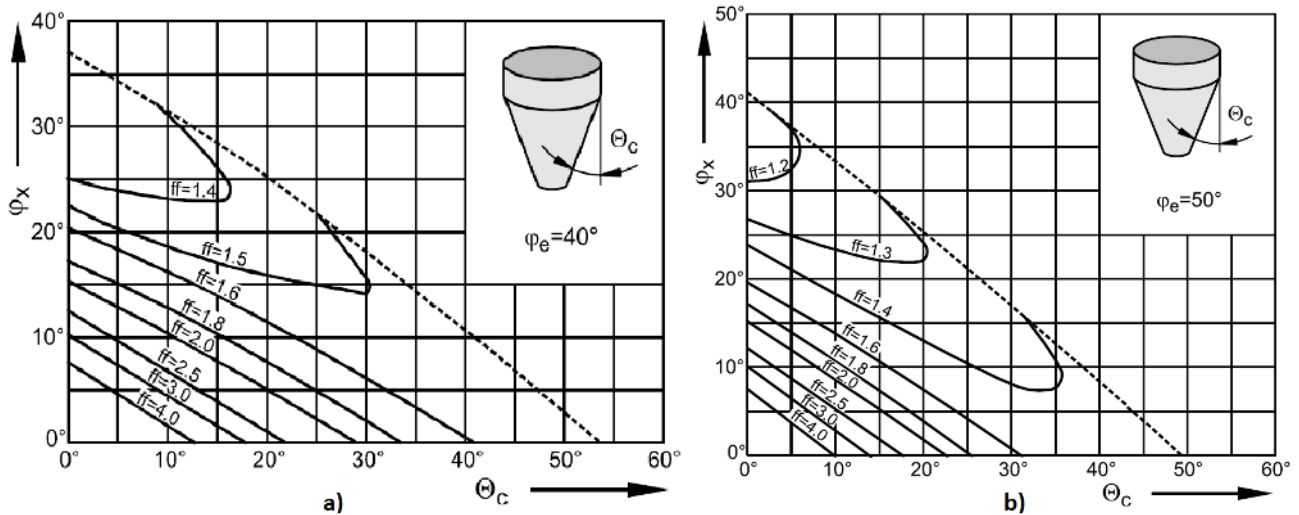 40°
30°
20°
10°
0°
φx
ff=1.4
ff=1.5
ff=1.6
ff=1.8
ff=2.0
ff=2.5
ff=3.0
ff=4.0
Θc
φe=40°
0° 10° 20° 30° 40° 50° 60°
a) Θc
50°
40°
30°
20°
10°
0°
φx
ff=1.2
ff=1.3
ff=1.4
ff=1.6
ff=1.8
ff=2.0
ff=2.5
ff=3.0
ff=4.0
Θc
φe=50°
0° 10° 20° 30° 40° 50° 60°
b) Θc